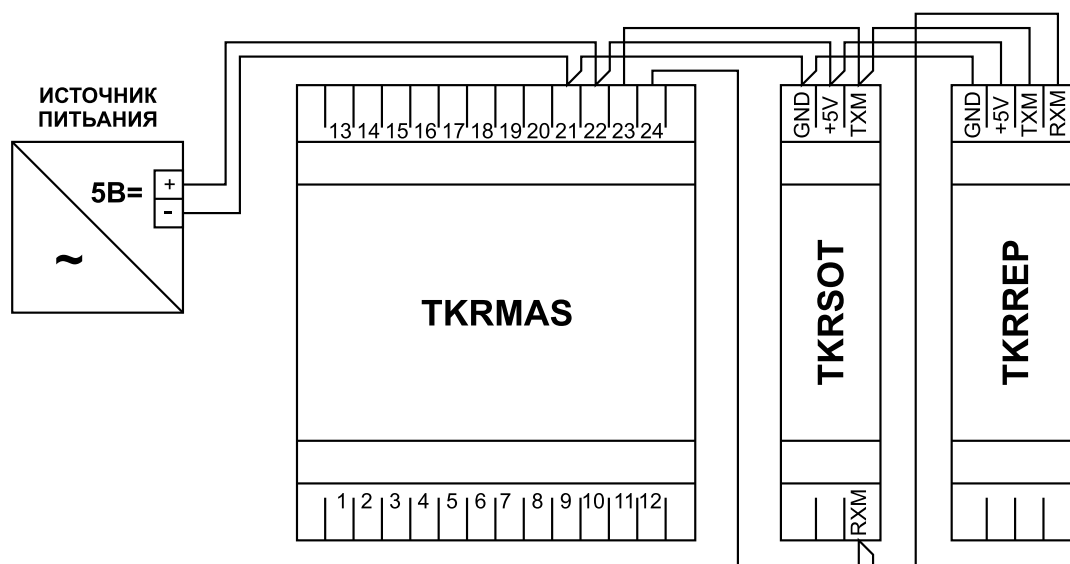 ИСТОЧНИК
ПИТЬАНИЯ
5В=
+
-
~
13 14 15 16 17 18 19 20 21 22 23 24
TKRMAS
1 2 3 4 5 6 7 8 9 10 11 12
GND
+5V
TXM
TKRSOT
RXM
GND
+5V
TXM
RXM
TKRREP